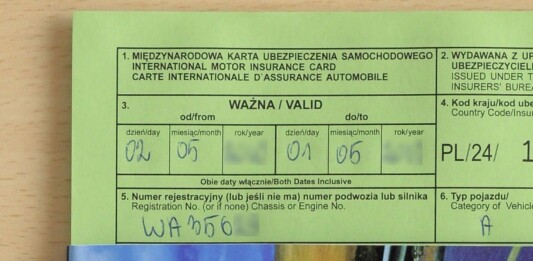 1. MIĘDZYNARODOWA KARTA UBEZPIECZENIA SAMOCHODOWEGO
INTERNATIONAL MOTOR INSURANCE CARD
CARTE INTERNATIONALE D'ASSURANCE AUTOMOBILE
2. WYDAWANA Z UP
UBEZPIECZYCIEL
ISSUED UNDER T
INSURERS' BUREA
3. WAŻNA / VALID
od/from do/to
dzień/day miesiąc/month rok/year dzień/day miesiąc/month rok/year
02 05 01 05
Obie daty włącznie/Both Dates Inclusive
4. Kod kraju/kod ube
Country Code/Insur
PL/24/ 1
5. Numer rejestracyjny (lub jeśli nie ma) numer podwozia lub silnika
Registration No. (or if none) Chassis or Engine No.
WA356
6. Typ pojazdu/
Category of Vehicle
A